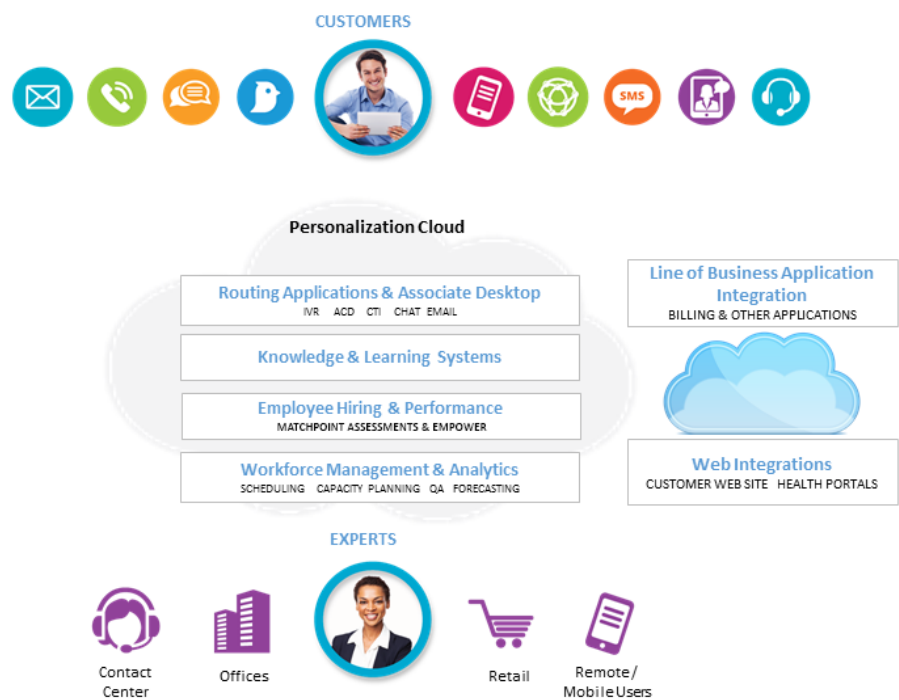 CUSTOMERS
SMS
Personalization Cloud
Routing Applications & Associate Desktop
IVR ACD CTI CHAT EMAIL
Knowledge & Learning Systems
Employee Hiring & Performance
MATCHPOINT ASSESSMENTS & EMPOWER
Workforce Management & Analytics
SCHEDULING CAPACITY PLANNING QA FORECASTING
Line of Business Application
Integration
BILLING & OTHER APPLICATIONS
Web Integrations
CUSTOMER WEB SITE HEALTH PORTALS
EXPERTS
Contact
Center
Offices
Retail
Remote/
Mobile Users